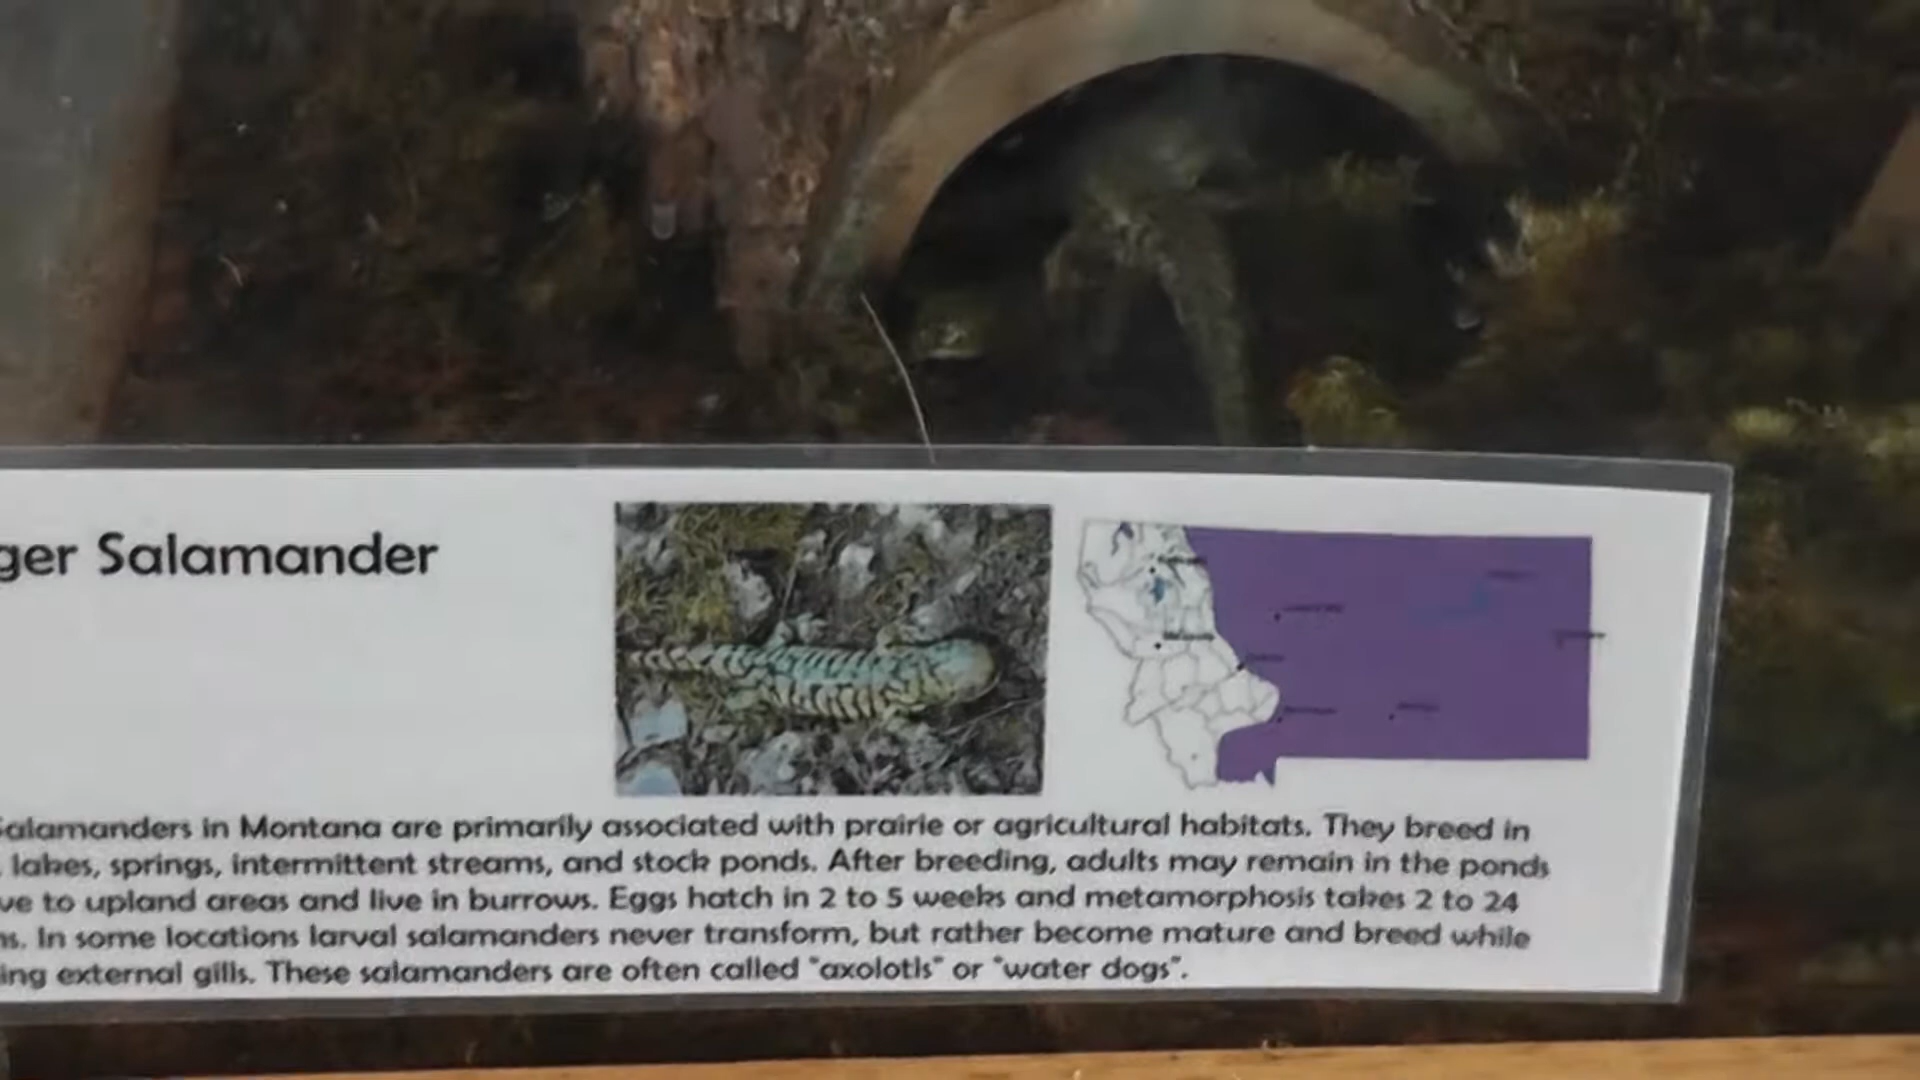 ger Salamander
Salamanders in Montana are primarily associated with prairie or agricultural habitats. They breed in
lakes, springs, intermittent streams, and stock ponds. After breeding, adults may remain in the ponds
ve to upland areas and live in burrows. Eggs hatch in 2 to 5 weeks and metamorphosis takes 2 to 24
hs. In some locations larval salamanders never transform, but rather become mature and breed while
ing external gills. These salamanders are often called "axolotls" or "water dogs".